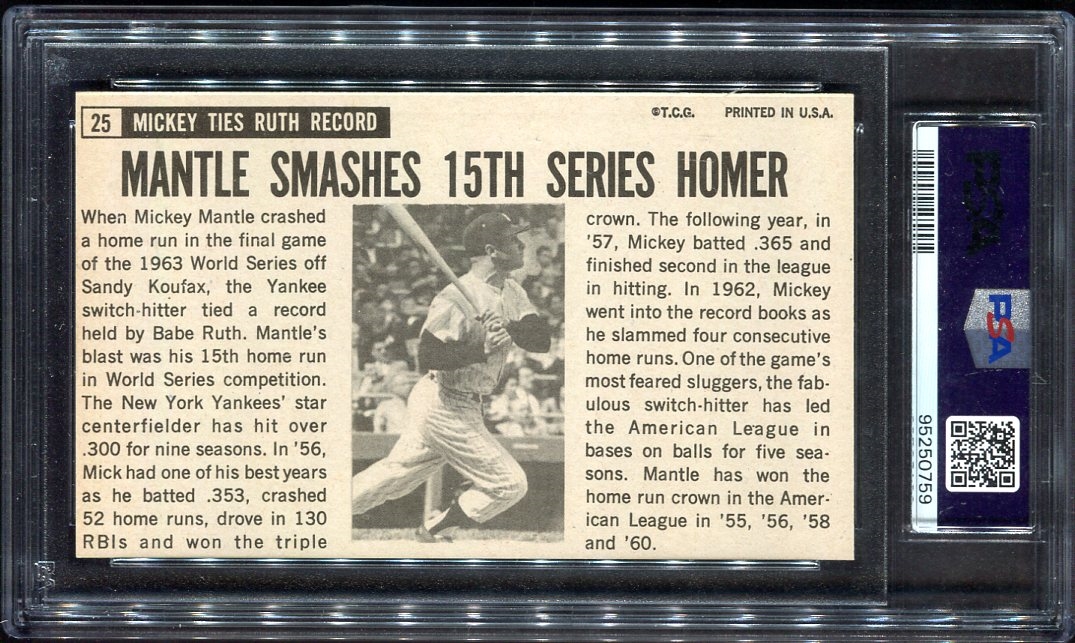 25 MICKEY TIES RUTH RECORD
©T.C.G. PRINTED IN U.S.A.
MANTLE SMASHES 15TH SERIES HOMER
When Mickey Mantle crashed
a home run in the final game
of the 1963 World Series off
Sandy Koufax, the Yankee
switch-hitter tied a record
held by Babe Ruth. Mantle's
blast was his 15th home run
in World Series competition.
The New York Yankees' star
centerfielder has hit over
.300 for nine seasons. In '56,
Mick had one of his best years
as he batted .353, crashed
52 home runs, drove in 130
RBIs and won the triple
crown. The following year, in
'57, Mickey batted .365 and
finished second in the league
in hitting. In 1962, Mickey
went into the record books as
he slammed four consecutive
home runs. One of the game's
most feared sluggers, the fab-
ulous switch-hitter has led
the American League in
bases on balls for five sea-
sons. Mantle has won the
home run crown in the Amer-
ican League in '55, '56, '58
and '60.
PSA
PSA
95250759